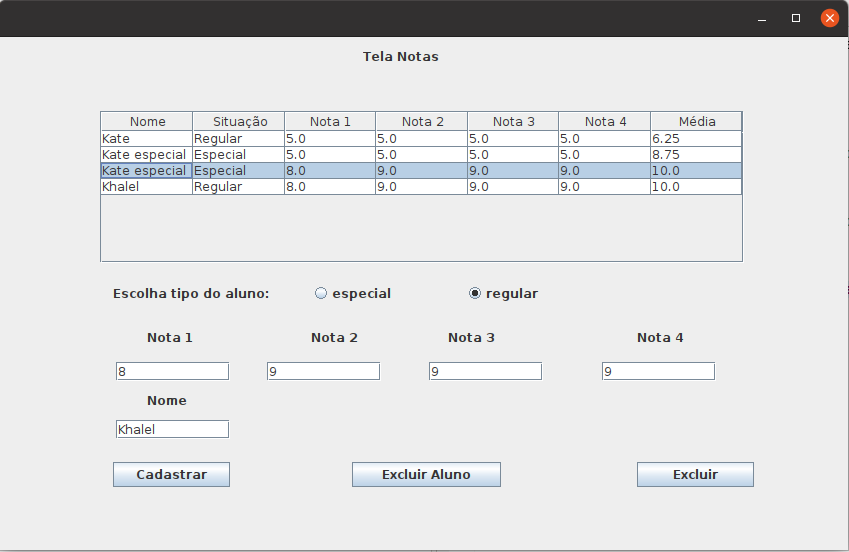 Tela Notas
Nome Situação Nota 1 Nota 2 Nota 3 Nota 4 Média
Kate Regular 5.0 5.0 5.0 5.0 6.25
Kate especial Especial 5.0 5.0 5.0 5.0 8.75
Kate especial Especial 8.0 9.0 9.0 9.0 10.0
Khalel Regular 8.0 9.0 9.0 9.0 10.0
Escolha tipo do aluno: especial regular
Nota 1 Nota 2 Nota 3 Nota 4
8 9 9 9
Nome
Khalel
Cadastrar Excluir Aluno Excluir